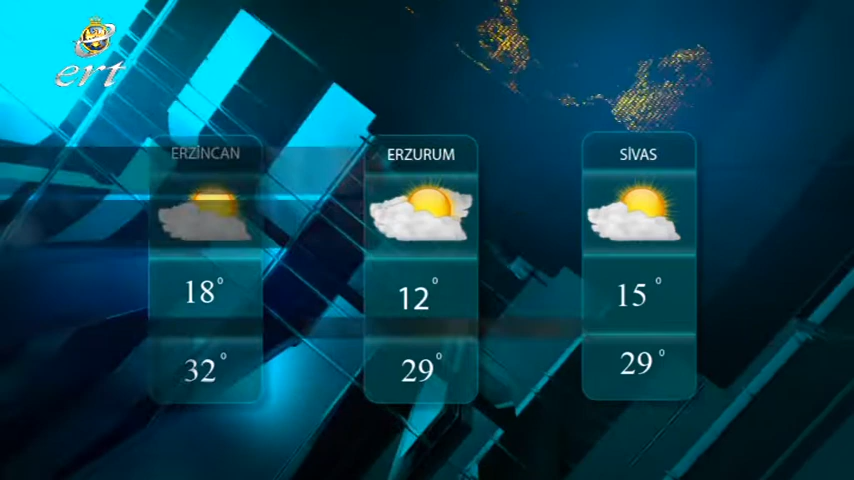 ert
ERZİNCAN
18°
32°
ERZURUM
12°
29°
SİVAS
15°
29°